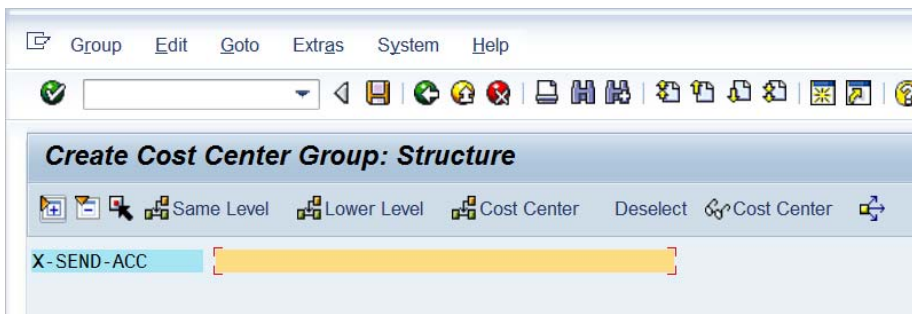 Group Edit Goto Extras System Help
Create Cost Center Group: Structure
Same Level Lower Level Cost Center Deselect Cost Center
X-SEND-ACC